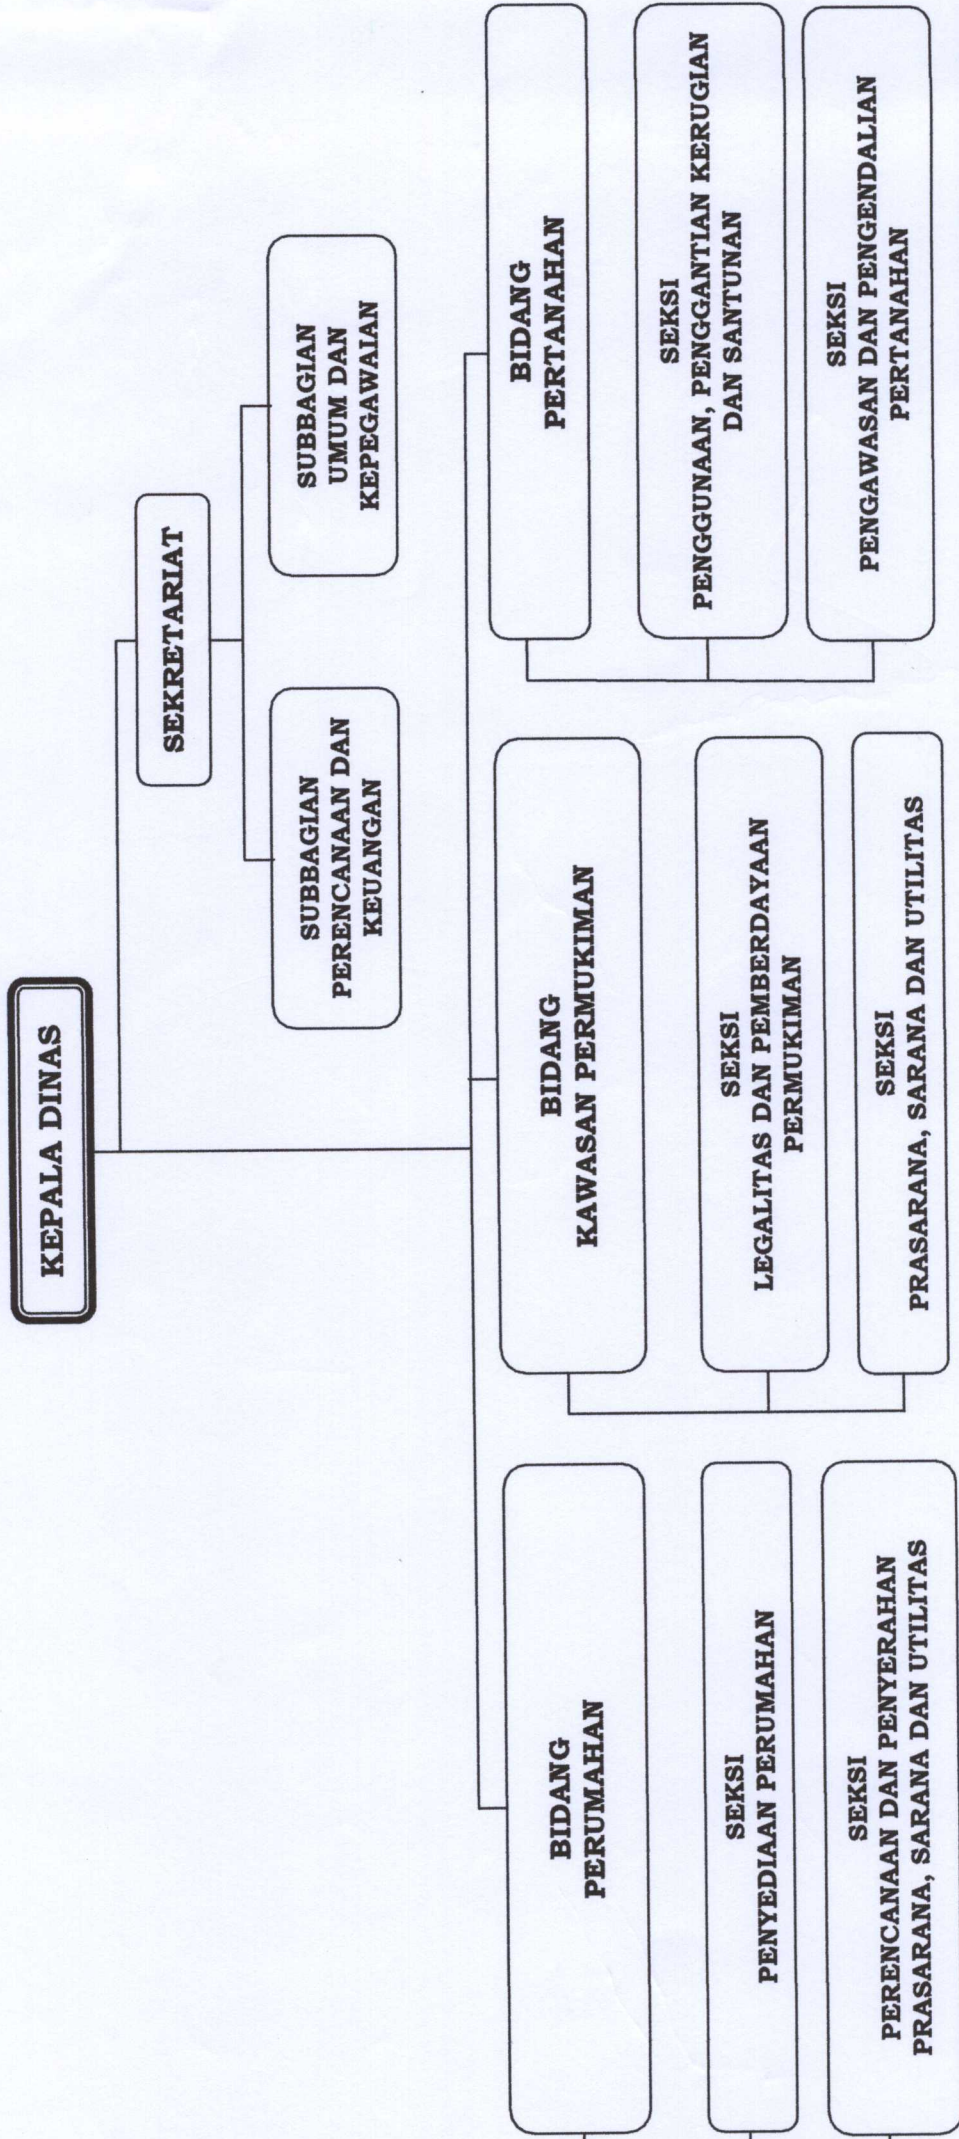 KEPALA DINAS
SEKRETARIAT
SUBBAGIAN
PERENCANAAN DAN
KEUANGAN
SUBBAGIAN
UMUM DAN
KEPEGAWAIAN
BIDANG
PERUMAHAN
SEKSI
PENYEDIAAN PERUMAHAN
SEKSI
PERENCANAAN DAN PENYERAHAN
PRASARANA, SARANA DAN UTILITAS
BIDANG
KAWASAN PERMUKIMAN
SEKSI
LEGALITAS DAN PEMBERDAYAAN
PERMUKIMAN
SEKSI
PRASARANA, SARANA DAN UTILITAS
BIDANG
PERTANAHAN
SEKSI
PENGGUNAAN, PENGGANTIAN KERUGIAN
DAN SANTUNAN
SEKSI
PENGAWASAN DAN PENGENDALIAN
PERTANAHAN